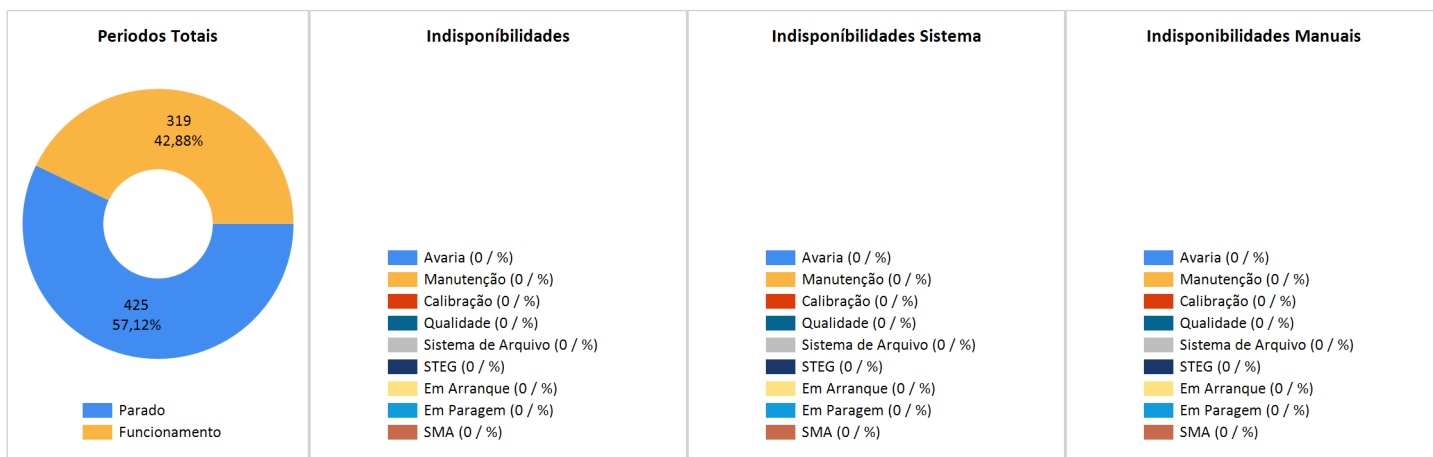 Periodos Totais
319
42,88%
425
57,12%
Parado
Funcionamento
Indisponíbilidades
Avaria (0 / %)
Manutenção (0 / %)
Calibração (0 / %)
Qualidade (0 / %)
Sistema de Arquivo (0 / %)
STEG (0 / %)
Em Arranque (0 / %)
Em Paragem (0 / %)
SMA (0 / %)
Indisponíbilidades Sistema
Avaria (0 / %)
Manutenção (0 / %)
Calibração (0 / %)
Qualidade (0 / %)
Sistema de Arquivo (0 / %)
STEG (0 / %)
Em Arranque (0 / %)
Em Paragem (0 / %)
SMA (0 / %)
Indisponibilidades Manuais
Avaria (0 / %)
Manutenção (0 / %)
Calibração (0 / %)
Qualidade (0 / %)
Sistema de Arquivo (0 / %)
STEG (0 / %)
Em Arranque (0 / %)
Em Paragem (0 / %)
SMA (0 / %)